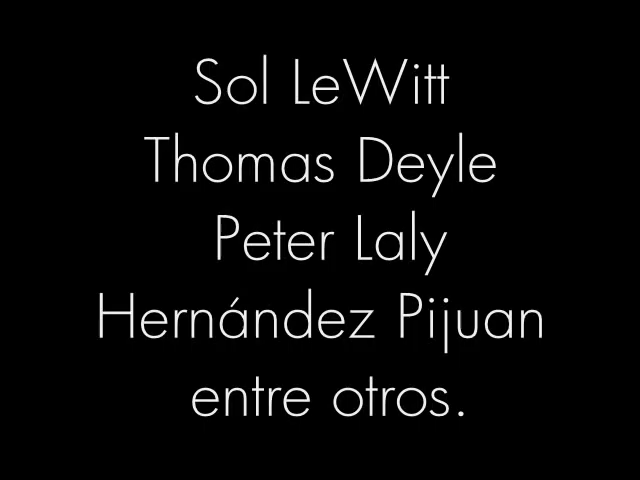 Sol LeWitt
Thomas Deyle
Peter Laly
Hernández Pijuan
entre otros.